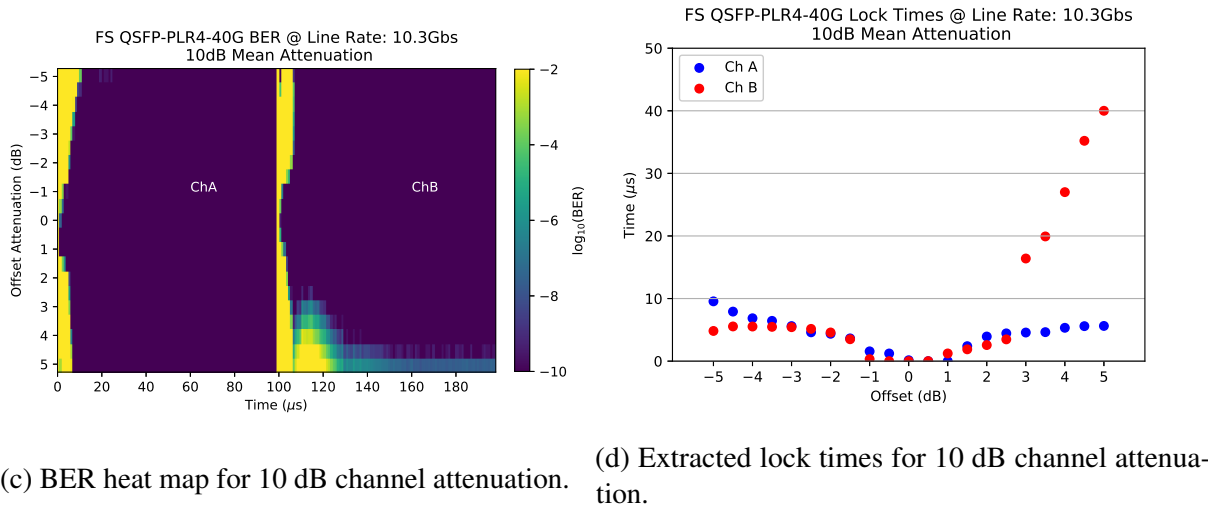 FS QSFP-PLR4-40G BER @ Line Rate: 10.3Gbs
10dB Mean Attenuation
Offset Attenuation (dB)
−5
−4
−3
−2
−1
0
1
2
3
4
5
ChA
ChB
0 20 40 60 80 100 120 140 160 180
Time (μs)
−2
−4
−6
−8
−10
log10(BER)
(c) BER heat map for 10 dB channel attenuation.
FS QSFP-PLR4-40G Lock Times @ Line Rate: 10.3Gbs
10dB Mean Attenuation
Ch A
Ch B
Time (μs)
50
40
30
20
10
0
−5 −4 −3 −2 −1 0 1 2 3 4 5
Offset (dB)
(d) Extracted lock times for 10 dB channel attenua-
tion.